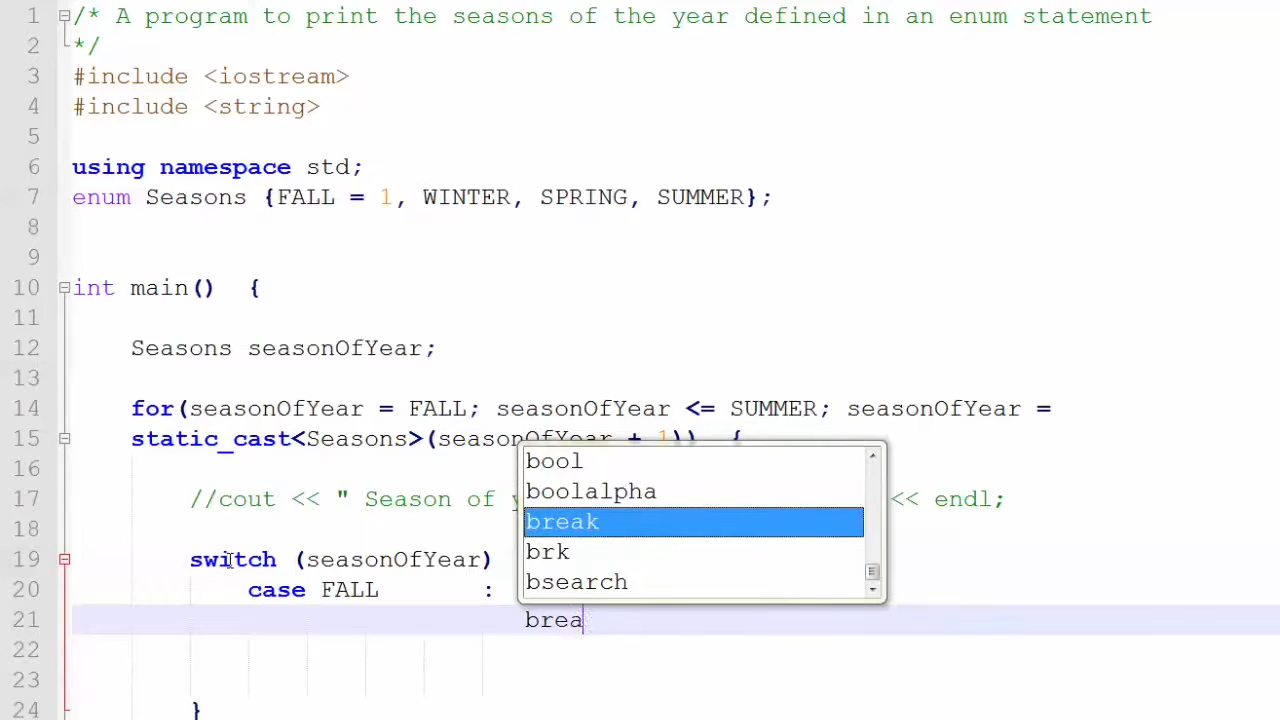 1 /* A program to print the seasons of the year defined in an enum statement
2 */
3 #include <iostream>
4 #include <string>
5
6 using namespace std;
7 enum Seasons {FALL = 1, WINTER, SPRING, SUMMER};
8
9
10 int main()  {
11
12 Seasons seasonOfYear;
13
14 for(seasonOfYear = FALL; seasonOfYear <= SUMMER; seasonOfYear =
15 static_cast<Seasons>(seasonOfYear + 1))  {
16
bool
17 //cout << " Season of << endl;
boolalpha
18
break
19 switch (seasonOfYear)
brk
20 case FALL       :
bsearch
21 brea
22
23
24 }